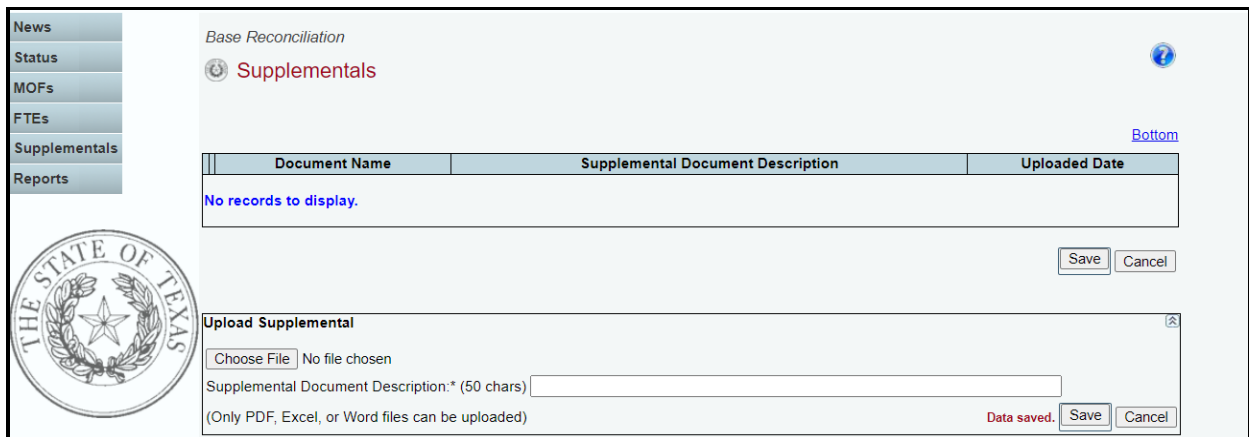 News
Status
MOFs
FTEs
Supplementals
Reports
THE STATE OF TEXAS
Base Reconciliation
Supplementals
?
Bottom
Document Name Supplemental Document Description Uploaded Date
No records to display.
Save Cancel
Upload Supplemental
Choose File No file chosen
Supplemental Document Description:* (50 chars)
(Only PDF, Excel, or Word files can be uploaded) Data saved. Save Cancel